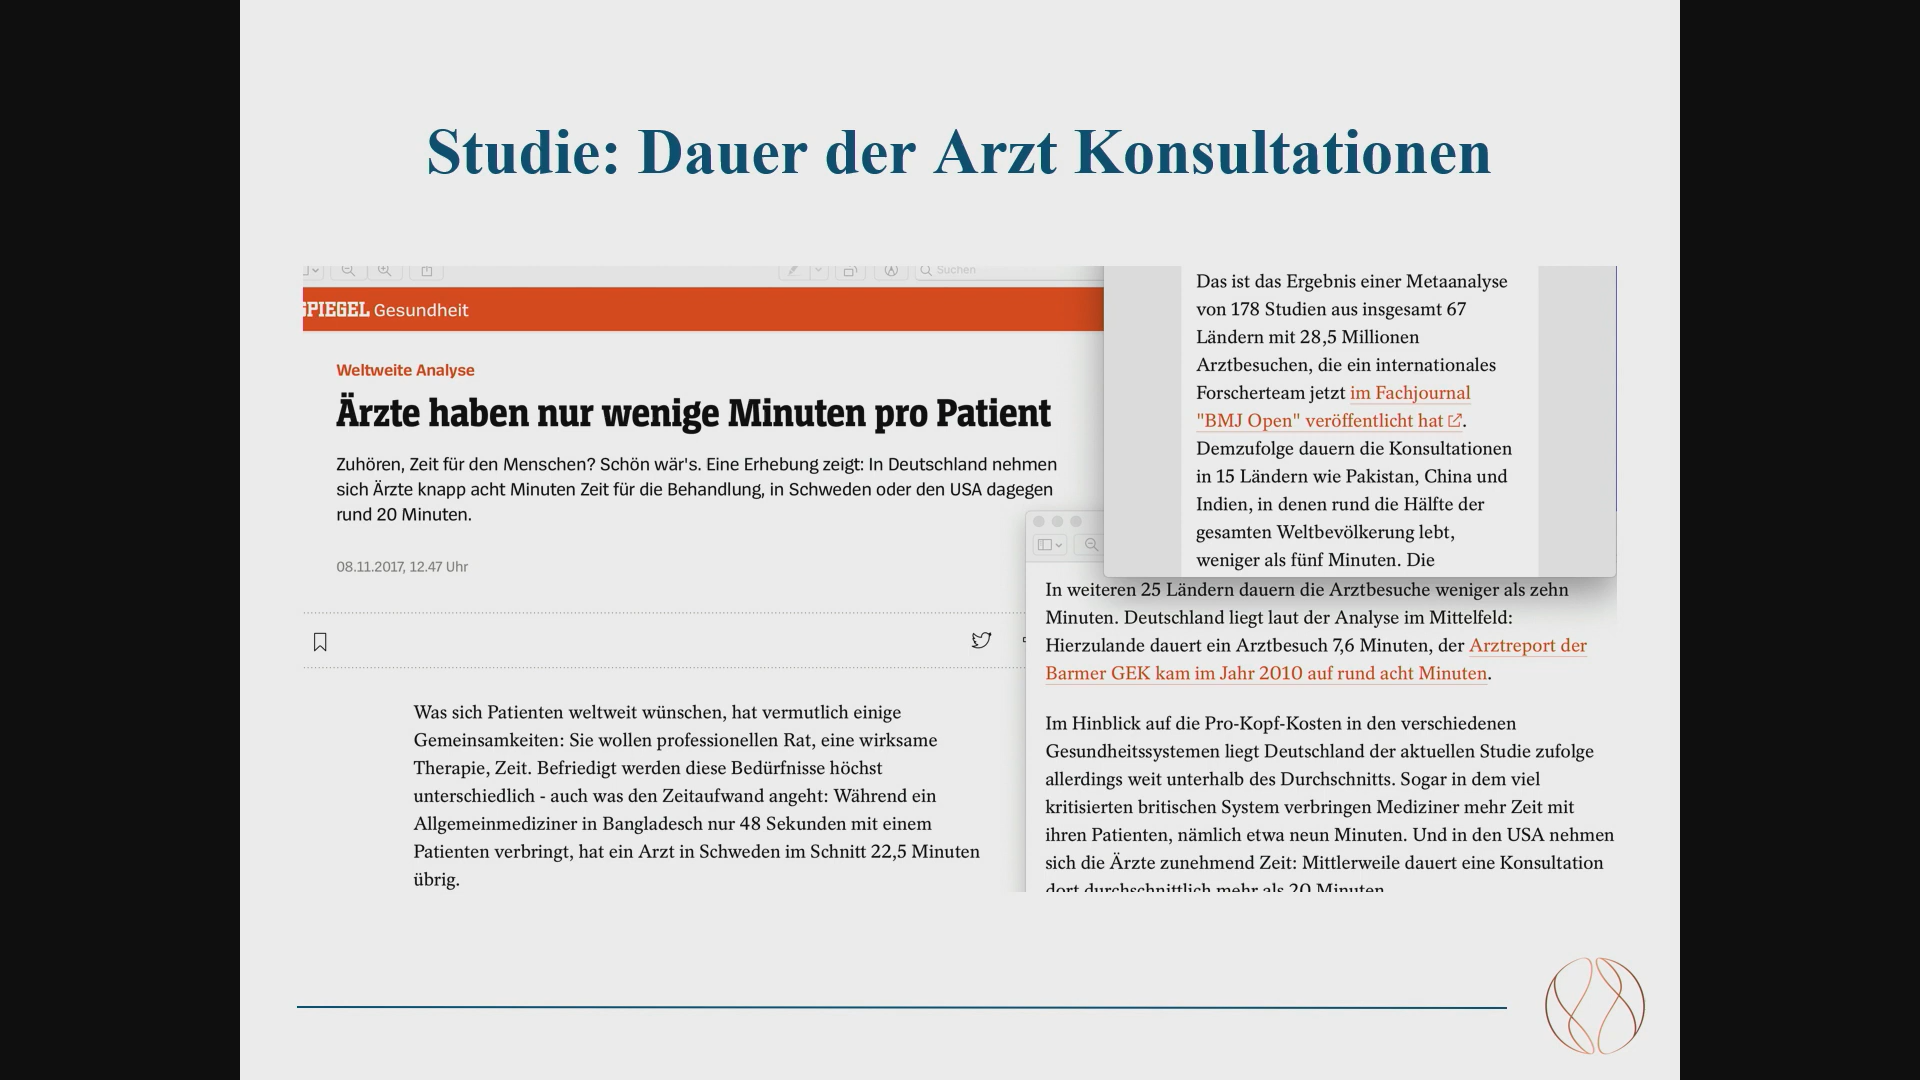 Studie: Dauer der Arzt Konsultationen
Suchen
SPIEGEL Gesundheit
Weltweite Analyse
Ärzte haben nur wenige Minuten pro Patient
Zuhören, Zeit für den Menschen? Schön wär's. Eine Erhebung zeigt: In Deutschland nehmen
sich Ärzte knapp acht Minuten Zeit für die Behandlung, in Schweden oder den USA dagegen
rund 20 Minuten.
08.11.2017, 12.47 Uhr
Was sich Patienten weltweit wünschen, hat vermutlich einige
Gemeinsamkeiten: Sie wollen professionellen Rat, eine wirksame
Therapie, Zeit. Befriedigt werden diese Bedürfnisse höchst
unterschiedlich - auch was den Zeitaufwand angeht: Während ein
Allgemeinmediziner in Bangladesch nur 48 Sekunden mit einem
Patienten verbringt, hat ein Arzt in Schweden im Schnitt 22,5 Minuten
übrig.
Das ist das Ergebnis einer Metaanalyse
von 178 Studien aus insgesamt 67
Ländern mit 28,5 Millionen
Arztbesuchen, die ein internationales
Forscherteam jetzt im Fachjournal
"BMJ Open" veröffentlicht hat.
Demzufolge dauern die Konsultationen
in 15 Ländern wie Pakistan, China und
Indien, in denen rund die Hälfte der
gesamten Weltbevölkerung lebt,
weniger als fünf Minuten. Die
In weiteren 25 Ländern dauern die Arztbesuche weniger als zehn
Minuten. Deutschland liegt laut der Analyse im Mittelfeld:
Hierzulande dauert ein Arztbesuch 7,6 Minuten, der Arztreport der
Barmer GEK kam im Jahr 2010 auf rund acht Minuten.
Im Hinblick auf die Pro-Kopf-Kosten in den verschiedenen
Gesundheitssystemen liegt Deutschland der aktuellen Studie zufolge
allerdings weit unterhalb des Durchschnitts. Sogar in dem viel
kritisierten britischen System verbringen Mediziner mehr Zeit mit
ihren Patienten, nämlich etwa neun Minuten. Und in den USA nehmen
sich die Ärzte zunehmend Zeit: Mittlerweile dauert eine Konsultation
dort durchschnittlich mehr als 20 Minuten